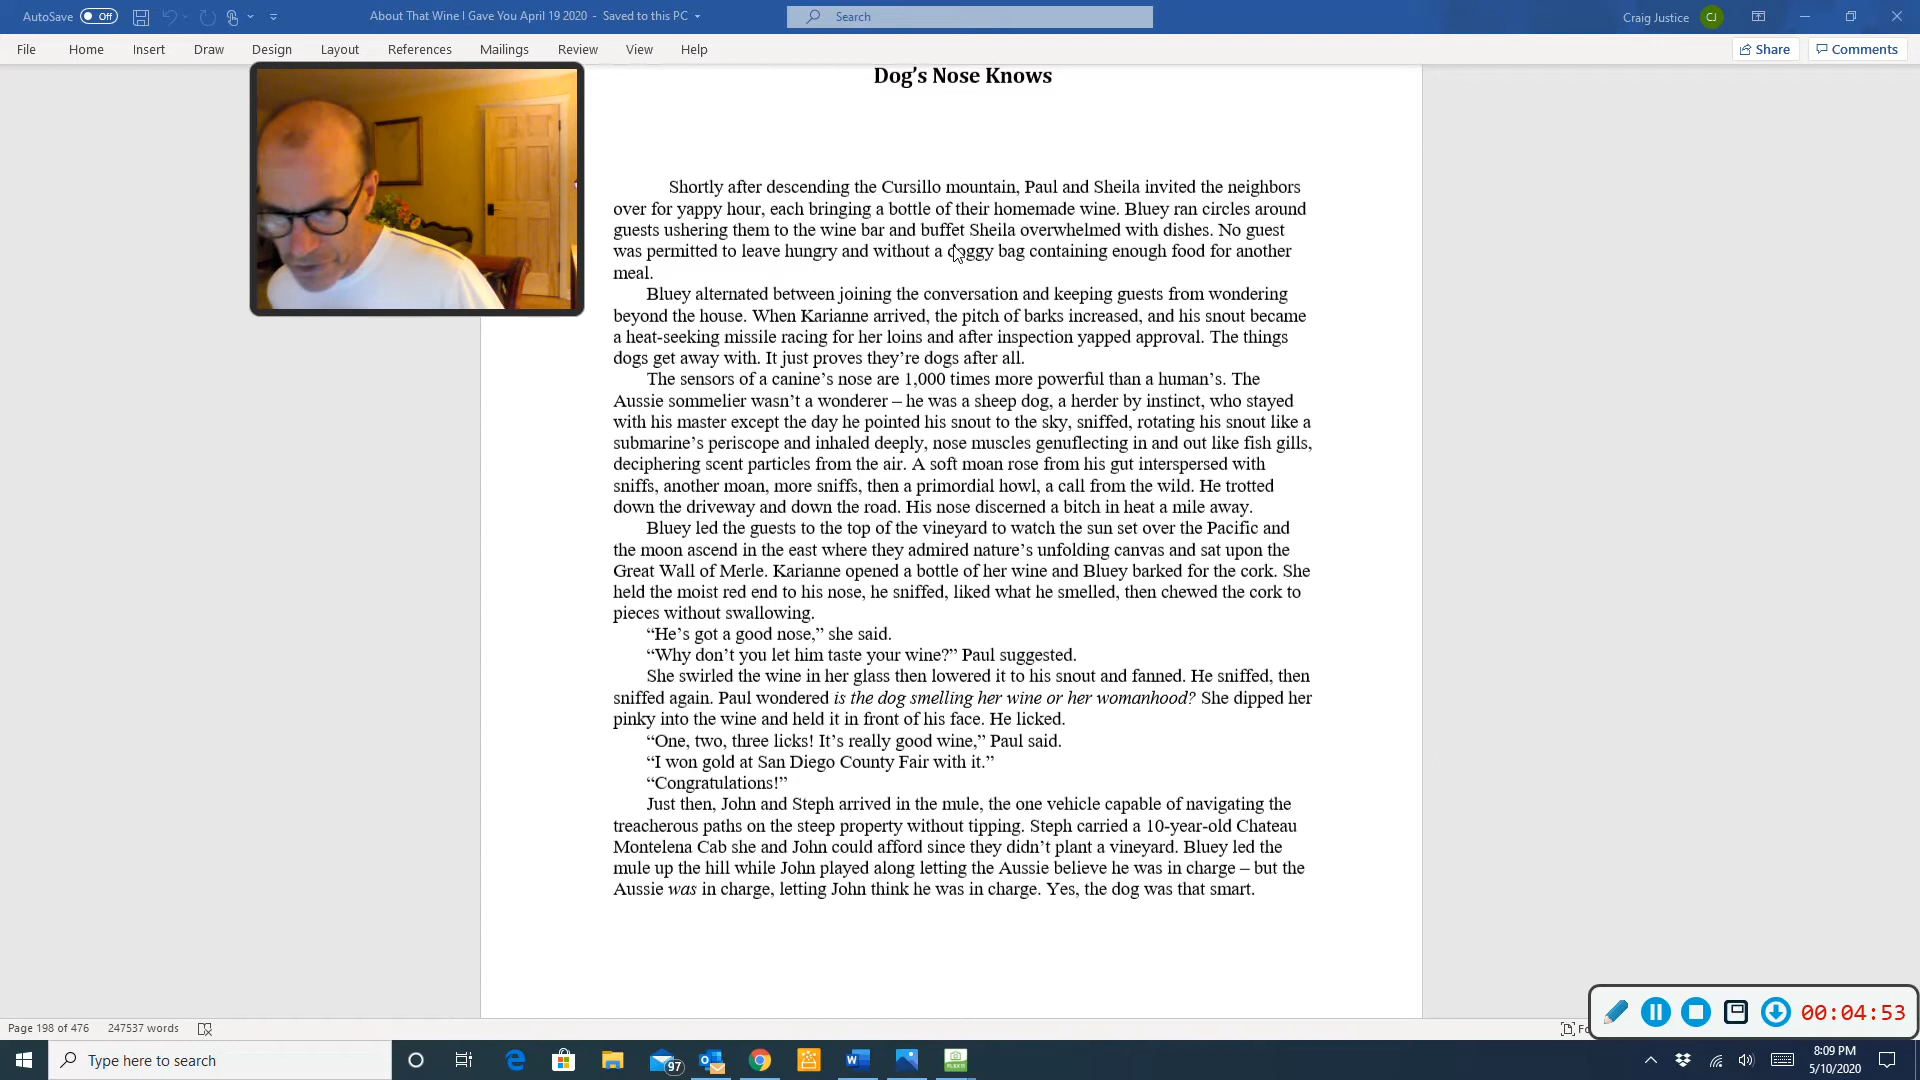 AutoSave Off
About That Wine I Gave You April 19 2020 - Saved to this PC
Search
Craig Justice CJ
File Home Insert Draw Design Layout References Mailings Review View Help
Share Comments
Dog’s Nose Knows
Shortly after descending the Cursillo mountain, Paul and Sheila invited the neighbors
over for yappy hour, each bringing a bottle of their homemade wine. Bluey ran circles around
guests ushering them to the wine bar and buffet Sheila overwhelmed with dishes. No guest
was permitted to leave hungry and without a doggy bag containing enough food for another
meal.
Bluey alternated between joining the conversation and keeping guests from wondering
beyond the house. When Karianne arrived, the pitch of barks increased, and his snout became
a heat-seeking missile racing for her loins and after inspection yapped approval. The things
dogs get away with. It just proves they’re dogs after all.
The sensors of a canine’s nose are 1,000 times more powerful than a human’s. The
Aussie sommelier wasn’t a wonderer – he was a sheep dog, a herder by instinct, who stayed
with his master except the day he pointed his snout to the sky, sniffed, rotating his snout like a
submarine’s periscope and inhaled deeply, nose muscles genuflecting in and out like fish gills,
deciphering scent particles from the air. A soft moan rose from his gut interspersed with
sniffs, another moan, more sniffs, then a primordial howl, a call from the wild. He trotted
down the driveway and down the road. His nose discerned a bitch in heat a mile away.
Bluey led the guests to the top of the vineyard to watch the sun set over the Pacific and
the moon ascend in the east where they admired nature’s unfolding canvas and sat upon the
Great Wall of Merle. Karianne opened a bottle of her wine and Bluey barked for the cork. She
held the moist red end to his nose, he sniffed, liked what he smelled, then chewed the cork to
pieces without swallowing.
“He’s got a good nose,” she said.
“Why don’t you let him taste your wine?” Paul suggested.
She swirled the wine in her glass then lowered it to his snout and fanned. He sniffed, then
sniffed again. Paul wondered is the dog smelling her wine or her womanhood? She dipped her
pinky into the wine and held it in front of his face. He licked.
“One, two, three licks! It’s really good wine,” Paul said.
“I won gold at San Diego County Fair with it.”
“Congratulations!”
Just then, John and Steph arrived in the mule, the one vehicle capable of navigating the
treacherous paths on the steep property without tipping. Steph carried a 10-year-old Chateau
Montelena Cab she and John could afford since they didn’t plant a vineyard. Bluey led the
mule up the hill while John played along letting the Aussie believe he was in charge – but the
Aussie was in charge, letting John think he was in charge. Yes, the dog was that smart.
00:04:53
Page 198 of 476 247537 words
Type here to search
97
8:09 PM
5/10/2020